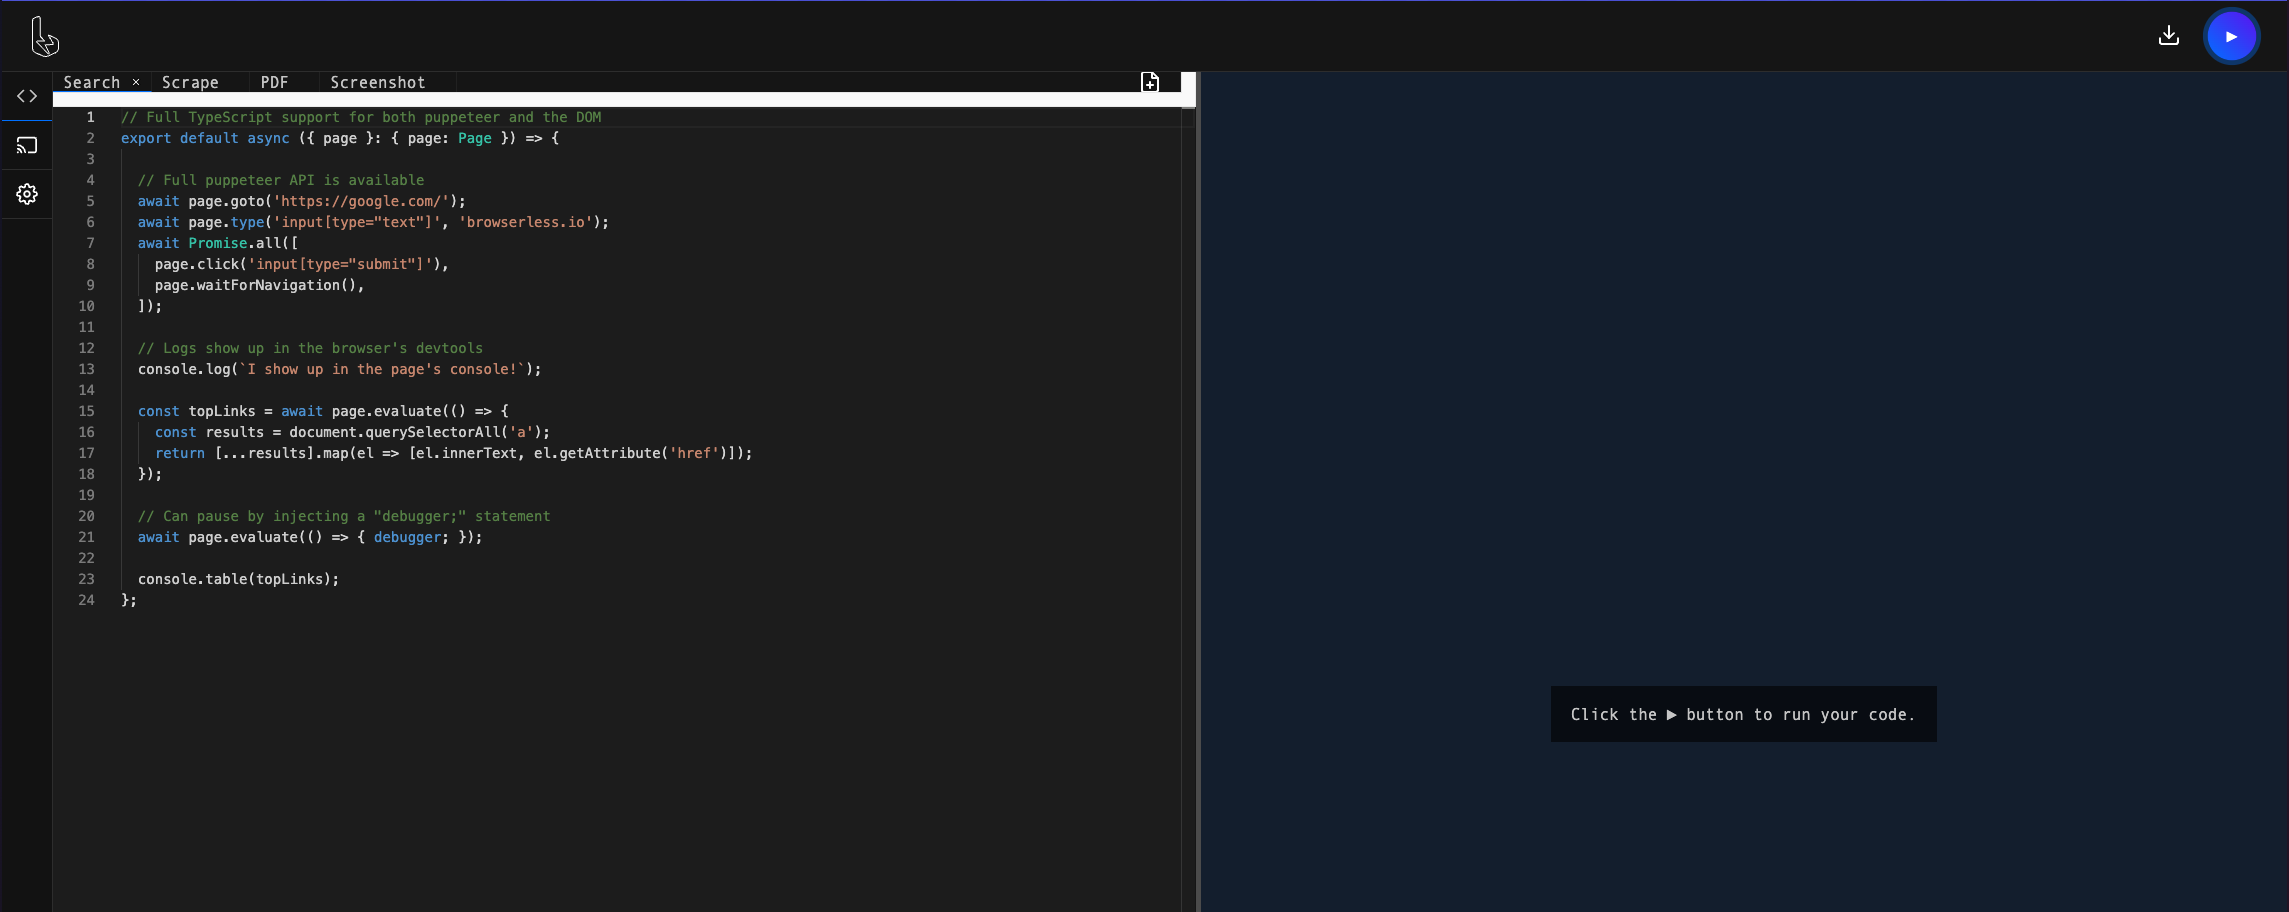 Search × Scrape PDF Screenshot
1 // Full TypeScript support for both puppeteer and the DOM
2 export default async ({ page }: { page: Page }) => {
3
4   // Full puppeteer API is available
5   await page.goto('https://google.com/');
6   await page.type('input[type="text"]', 'browserless.io');
7   await Promise.all([
8     page.click('input[type="submit"]'),
9     page.waitForNavigation(),
10   ]);
11
12   // Logs show up in the browser's devtools
13   console.log(`I show up in the page's console!`);
14
15   const topLinks = await page.evaluate(() => {
16     const results = document.querySelectorAll('a');
17     return [...results].map(el => [el.innerText, el.getAttribute('href')]);
18   });
19
20   // Can pause by injecting a "debugger;" statement
21   await page.evaluate(() => { debugger; });
22
23   console.table(topLinks);
24 };
Click the ▶ button to run your code.